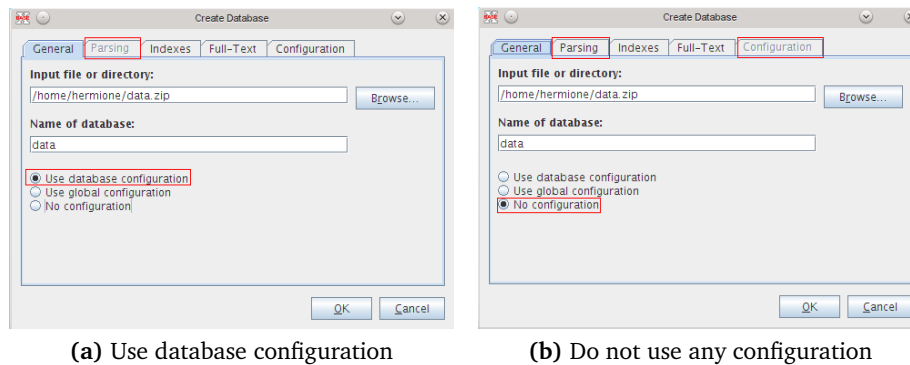 BASE Create Database
General Parsing Indexes Full-Text Configuration
Input file or directory:
/home/hermione/data.zip Browse...
Name of database:
data
Use database configuration
Use global configuration
No configuration
OK Cancel
(a) Use database configuration
BASE Create Database
General Parsing Indexes Full-Text Configuration
Input file or directory:
/home/hermione/data.zip Browse...
Name of database:
data
Use database configuration
Use global configuration
No configuration
OK Cancel
(b) Do not use any configuration